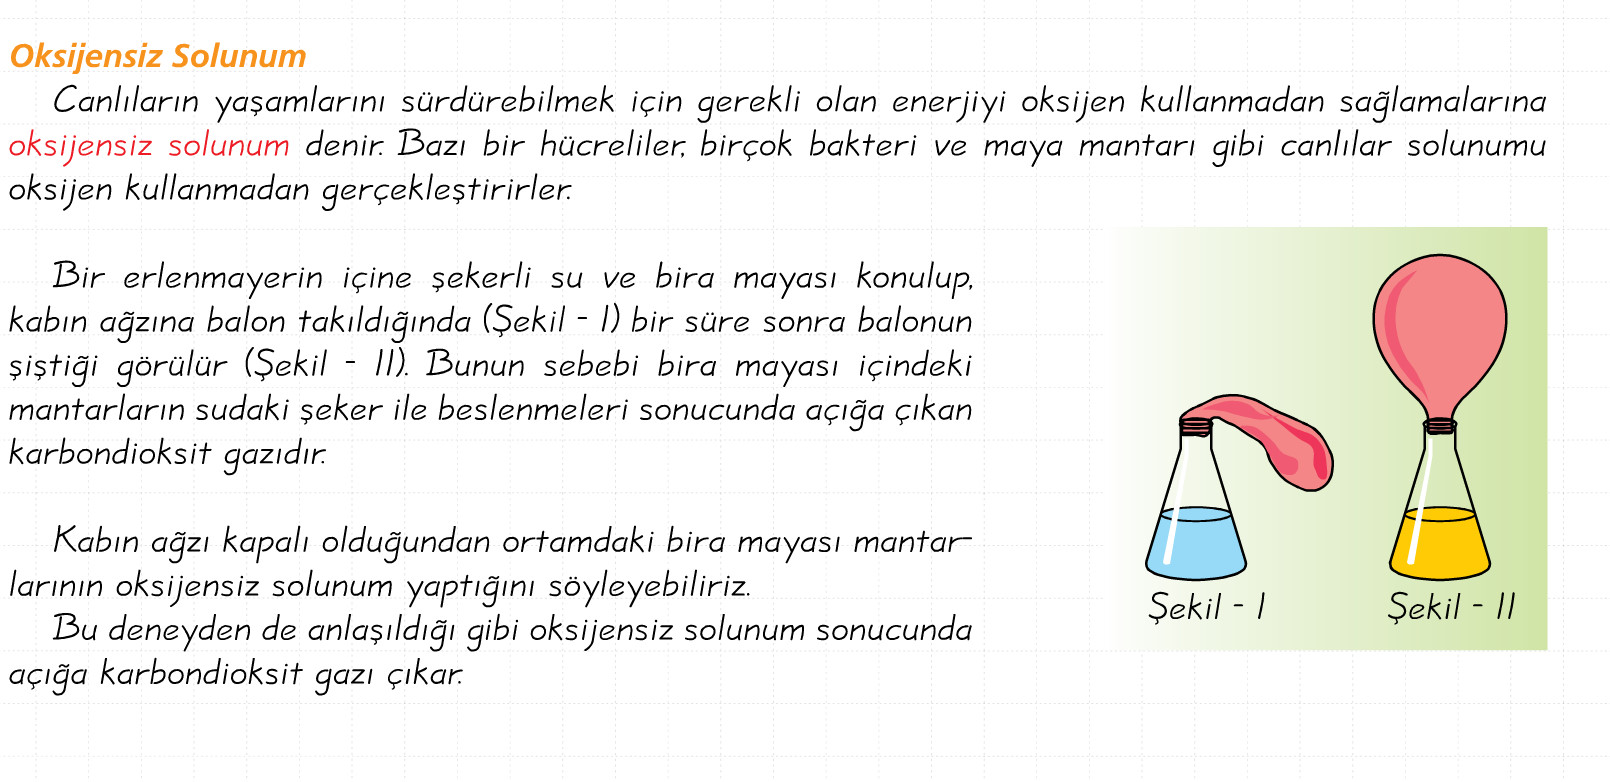 Oksijensiz Solunum
Canlıların yaşamlarını sürdürebilmek için gerekli olan enerjiyi oksijen kullanmadan sağlamalarına
oksijensiz solunum denir. Bazı bir hücreliler, birçok bakteri ve maya mantarı gibi canlılar solunumu
oksijen kullanmadan gerçekleştirirler.
Bir erlenmayerin içine şekerli su ve bira mayası konulup,
kabın ağzına balon takıldığında (Şekil - I) bir süre sonra balonun
şiştiği görülür (Şekil - II). Bunun sebebi bira mayası içindeki
mantarların sudaki şeker ile beslenmeleri sonucunda açığa çıkan
karbondioksit gazıdır.
Kabın ağzı kapalı olduğundan ortamdaki bira mayası mantar-
larının oksijensiz solunum yaptığını söyleyebiliriz.
Bu deneyden de anlaşıldığı gibi oksijensiz solunum sonucunda
açığa karbondioksit gazı çıkar.
Şekil - I
Şekil - II